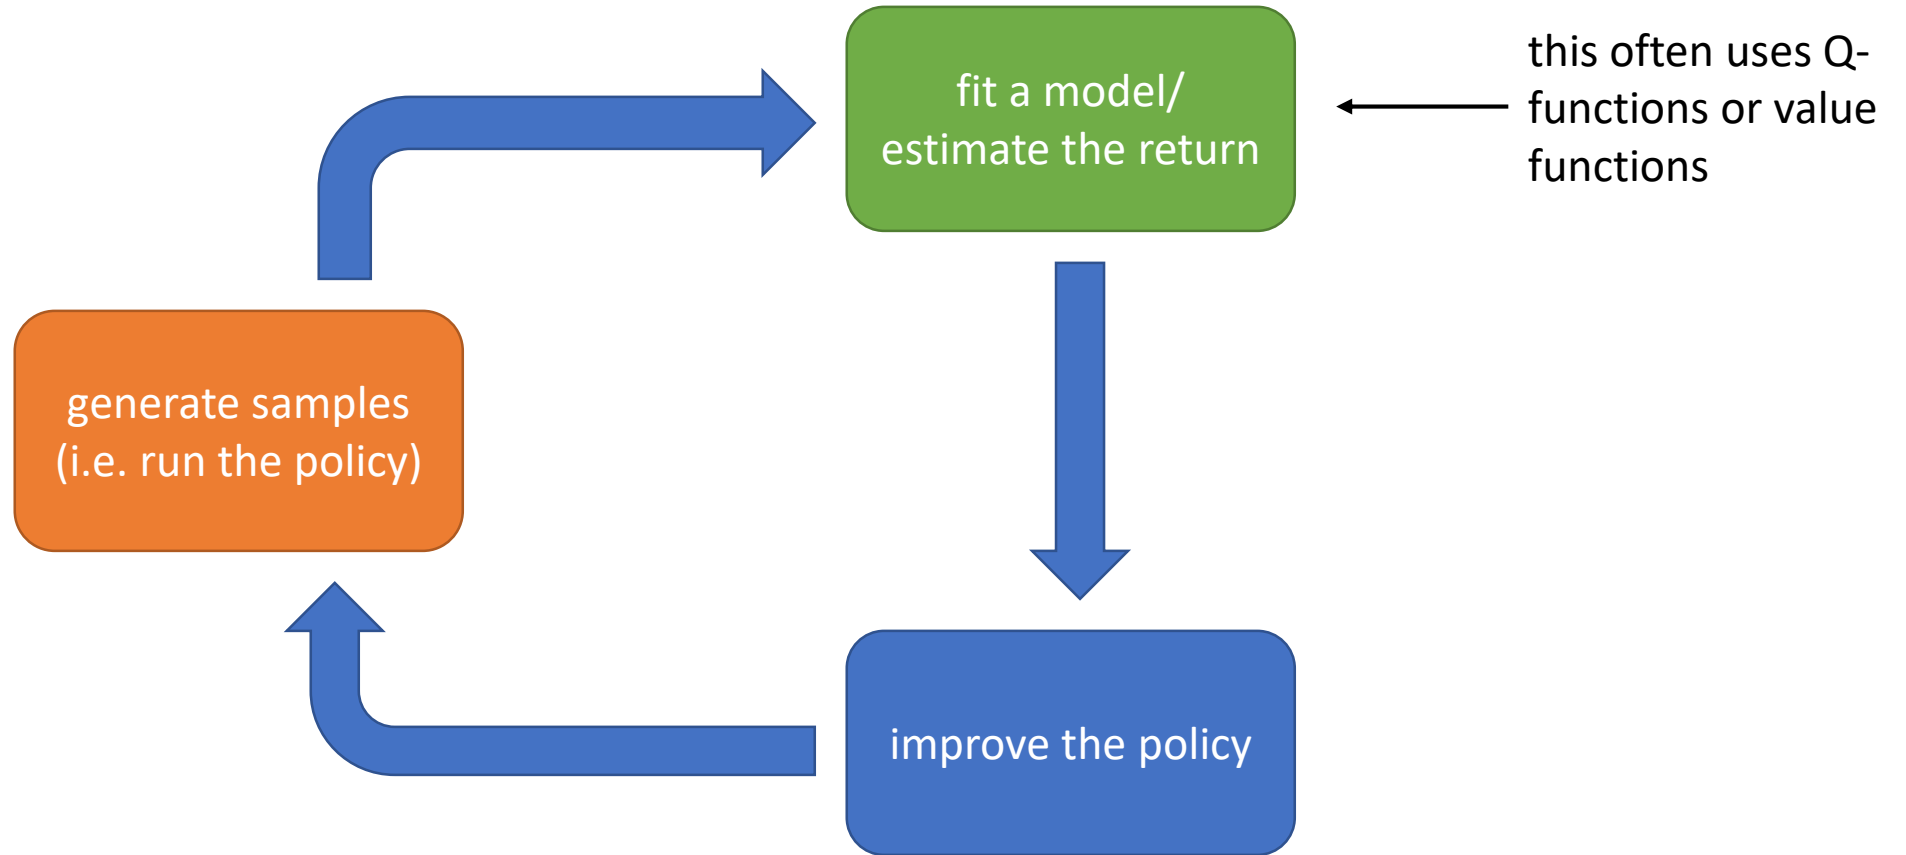 fit a model/
estimate the return
this often uses Q-
functions or value
functions
generate samples
(i.e. run the policy)
improve the policy